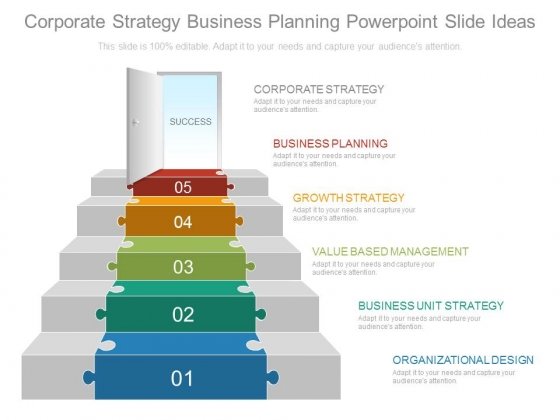 Corporate Strategy Business Planning Powerpoint Slide Ideas
This slide is 100% editable. Adapt it to your needs and capture your audience's attention.
SUCCESS
CORPORATE STRATEGY
Adapt it to your needs and capture your
audience's attention.
BUSINESS PLANNING
Adapt it to your needs and capture your
audience's attention.
05
GROWTH STRATEGY
Adapt it to your needs and capture your
audience's attention.
04
VALUE BASED MANAGEMENT
Adapt it to your needs and capture your
audience's attention.
03
BUSINESS UNIT STRATEGY
Adapt it to your needs and capture your
audience's attention.
02
ORGANIZATIONAL DESIGN
Adapt it to your needs and capture your
audience's attention.
01